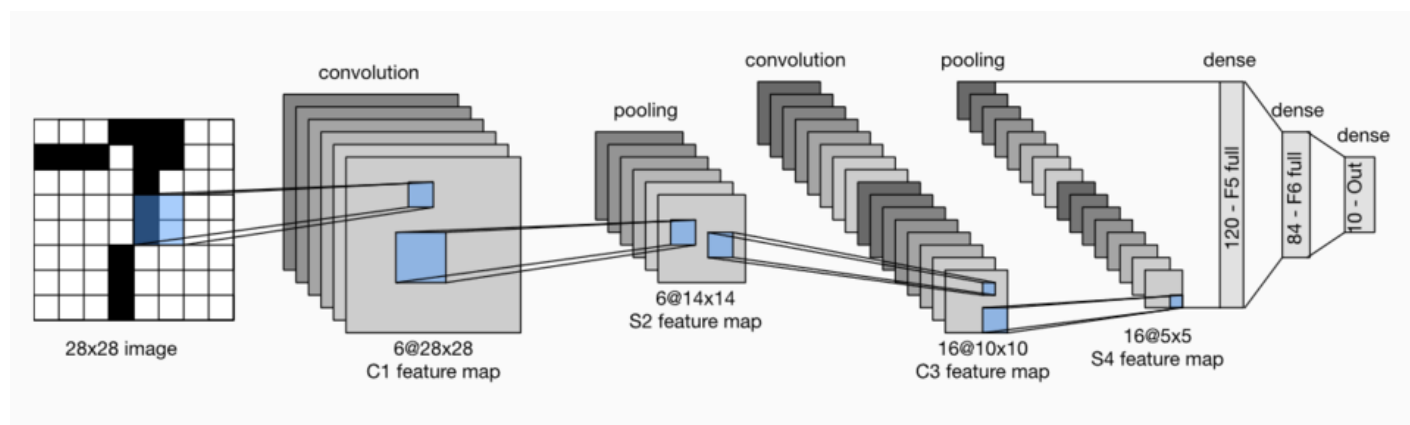 convolution
pooling
convolution
pooling
dense
dense
dense
28x28 image
6@28x28
C1 feature map
6@14x14
S2 feature map
16@10x10
C3 feature map
16@5x5
S4 feature map
120 - F5 full
84 - F6 full
10 - Out